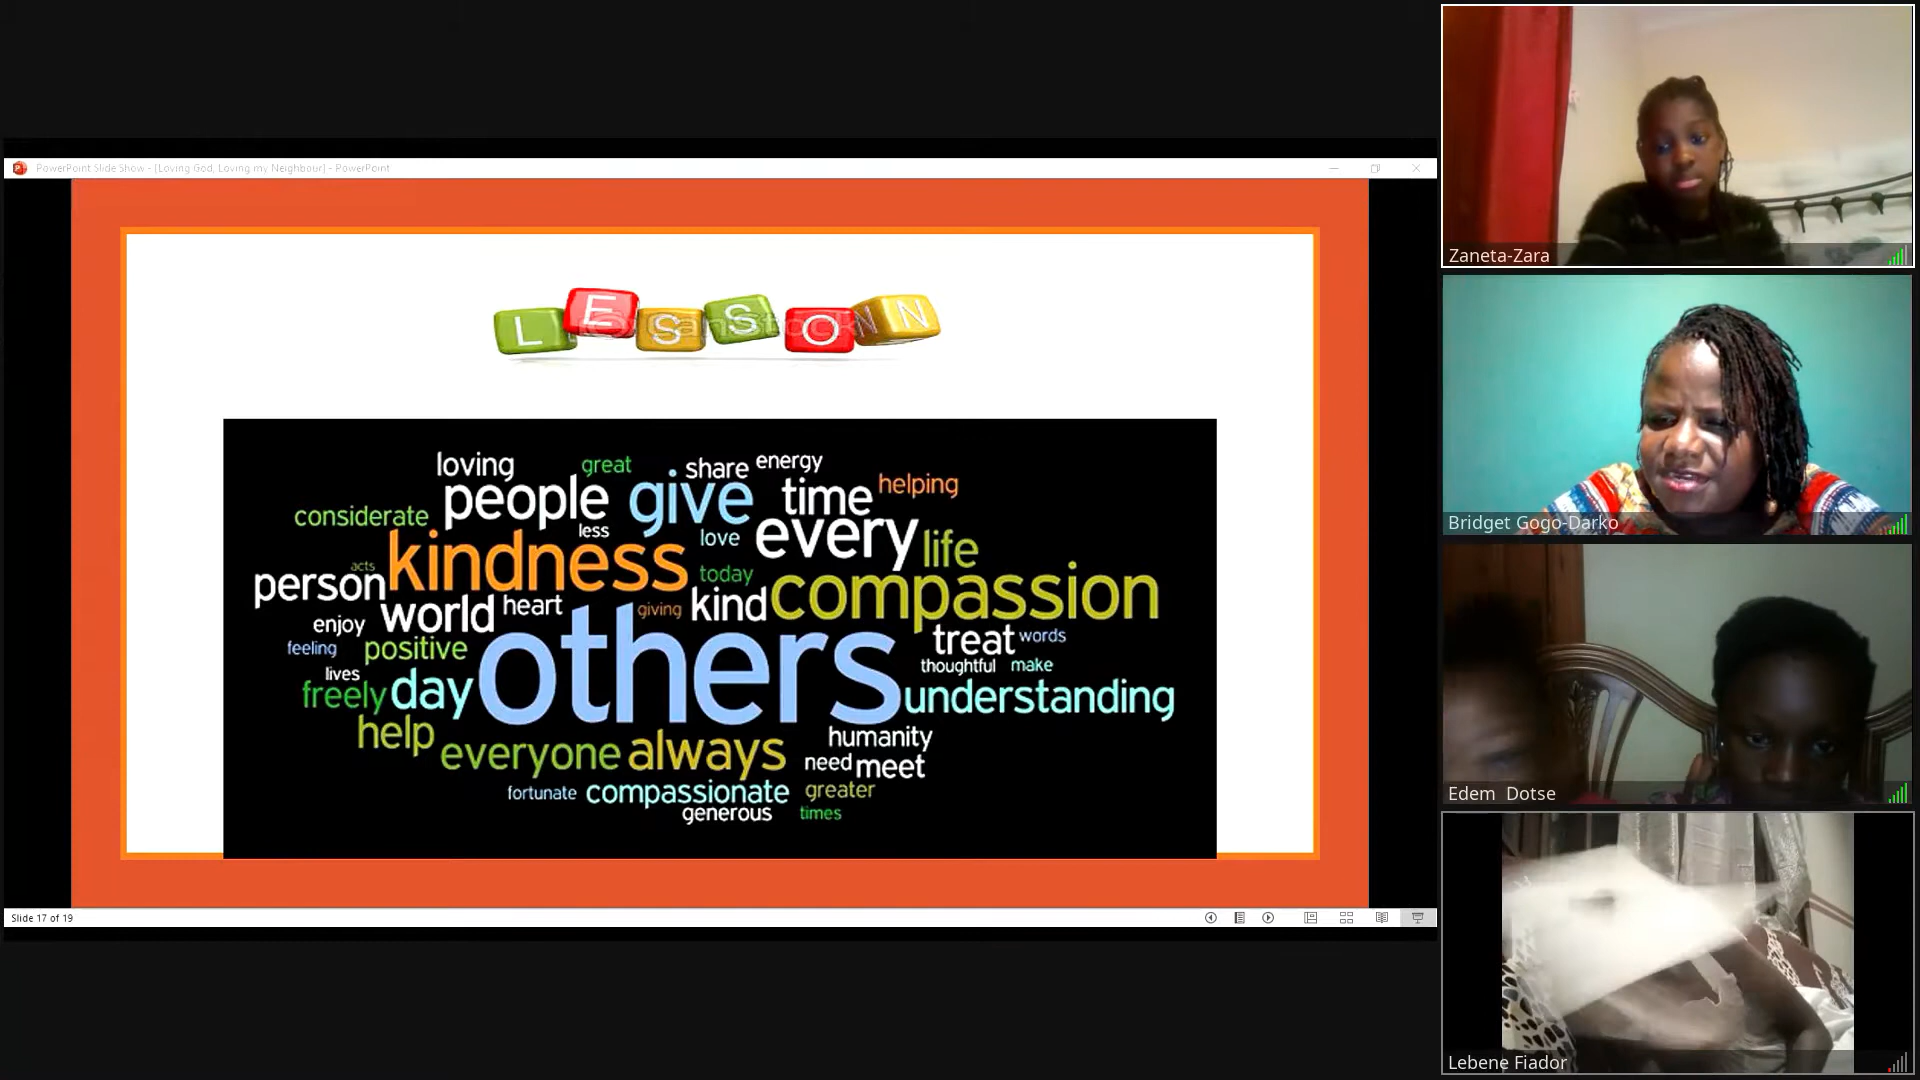 PowerPoint Slide Show - [Loving God, Loving my Neighbour] - PowerPoint
LESSON
© CanStock
loving great share energy
people give time helping
considerate less love every life
kindness
acts today
person compassion
world heart giving kind
enjoy others treat words
feeling positive thoughtful make
lives
freely day understanding
help humanity
everyone always need meet
fortunate compassionate greater
generous times
Slide 17 of 19
Zaneta-Zara
Bridget Gogo-Darko
Edem Dotse
Lebene Fiador